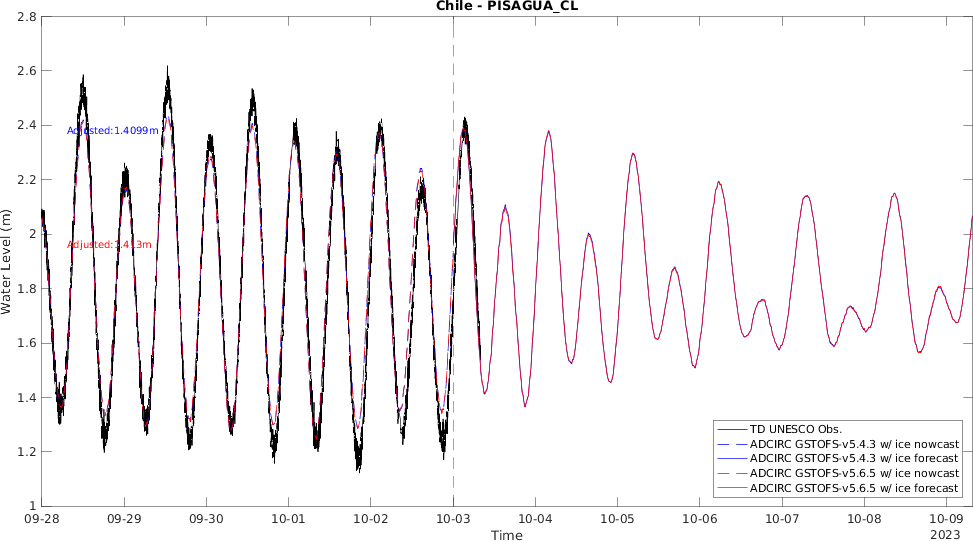 Chile - PISAGUA_CL
2.8
2.6
2.4
2.2
2
1.8
1.6
1.4
1.2
1
Water Level (m)
Adjusted:1.4099m
Adjusted:1.413m
TD UNESCO Obs.
ADCIRC GSTOFS-v5.4.3 w/ ice nowcast
ADCIRC GSTOFS-v5.4.3 w/ ice forecast
ADCIRC GSTOFS-v5.6.5 w/ ice nowcast
ADCIRC GSTOFS-v5.6.5 w/ ice forecast
09-28 09-29 09-30 10-01 10-02 10-03 10-04 10-05 10-06 10-07 10-08 10-09
Time
2023